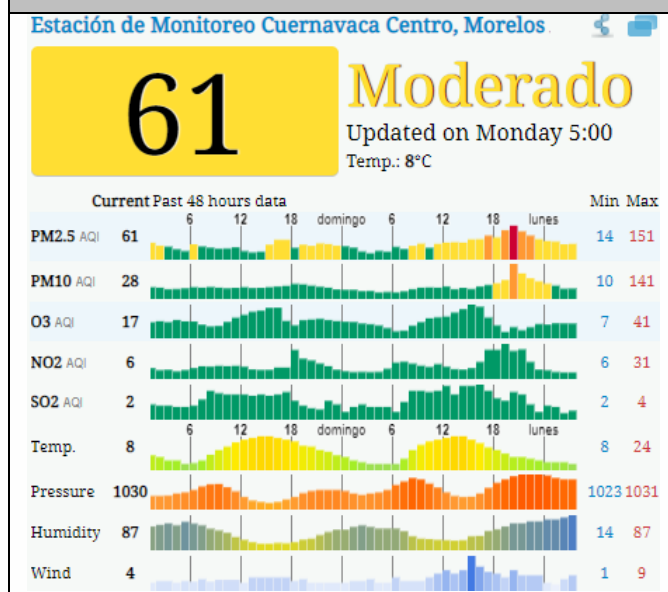 Estación de Monitoreo Cuernavaca Centro, Morelos
61
Moderado
Updated on Monday 5:00
Temp.: 8°C
Current Past 48 hours data Min Max
6 12 18 domingo 6 12 18 lunes
PM2.5 AQI 61 14 151
PM10 AQI 28 10 141
O3 AQI 17 7 41
NO2 AQI 6 6 31
SO2 AQI 2 2 4
6 12 18 domingo 6 12 18 lunes
Temp. 8 8 24
Pressure 1030 1023 1031
Humidity 87 14 87
Wind 4 1 9